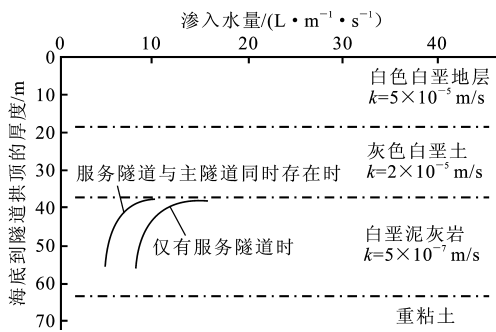 渗入水量/(L·m⁻¹·s⁻¹)
0 10 20 30 40
海底到隧道拱顶的厚度/m
10
20
30
40
50
60
70
白色白垩地层
k=5×10⁻⁵ m/s
灰色白垩土
k=2×10⁻⁵ m/s
服务隧道与主隧道同时存在时
仅有服务隧道时
白垩泥灰岩
k=5×10⁻⁷ m/s
重粘土